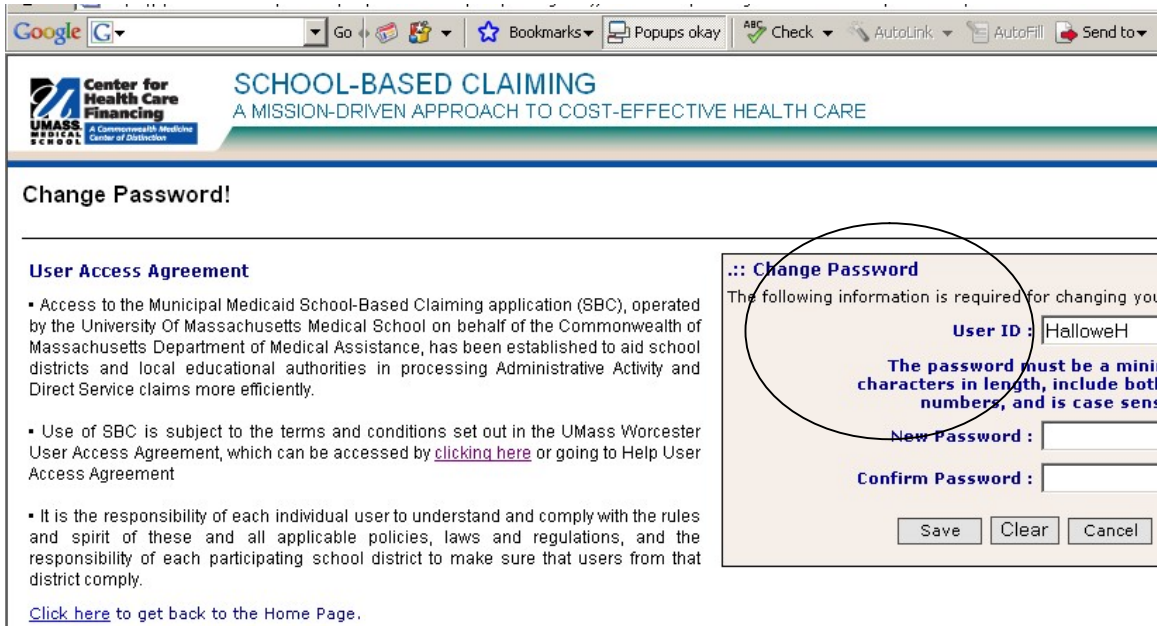 Google G Go Bookmarks Popups okay ABC Check AutoLink AutoFill Send to
Center for
Health Care
Financing
UMASS
MEDICAL
SCHOOL
A Commonwealth Medicine
Center of Distinction
SCHOOL-BASED CLAIMING
A MISSION-DRIVEN APPROACH TO COST-EFFECTIVE HEALTH CARE
Change Password!
User Access Agreement
▪ Access to the Municipal Medicaid School-Based Claiming application (SBC), operated
by the University Of Massachusetts Medical School on behalf of the Commonwealth of
Massachusetts Department of Medical Assistance, has been established to aid school
districts and local educational authorities in processing Administrative Activity and
Direct Service claims more efficiently.
▪ Use of SBC is subject to the terms and conditions set out in the UMass Worcester
User Access Agreement, which can be accessed by clicking here or going to Help User
Access Agreement
▪ It is the responsibility of each individual user to understand and comply with the rules
and spirit of these and all applicable policies, laws and regulations, and the
responsibility of each participating school district to make sure that users from that
district comply.
Click here to get back to the Home Page.
.:: Change Password
The following information is required for changing you
User ID : HalloweH
The password must be a mini
characters in length, include bot
numbers, and is case sens
New Password :
Confirm Password :
Save Clear Cancel